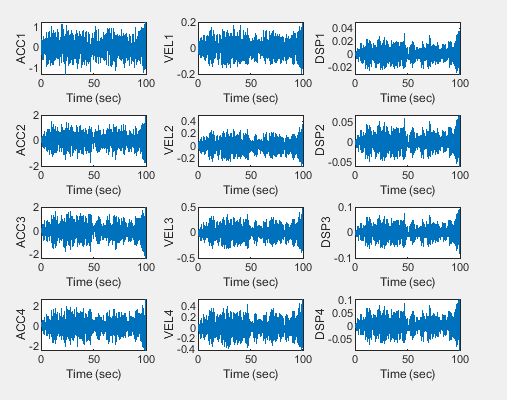 ACC1
1
0
-1
0 50 100
Time (sec)
VEL1
0.2
0
-0.2
0 50 100
Time (sec)
DSP1
0.04
0.02
0
-0.02
0 50 100
Time (sec)
ACC2
2
0
-2
0 50 100
Time (sec)
VEL2
0.4
0.2
0
-0.2
0 50 100
Time (sec)
DSP2
0.05
0
-0.05
0 50 100
Time (sec)
ACC3
2
0
-2
0 50 100
Time (sec)
VEL3
0.5
0
-0.5
0 50 100
Time (sec)
DSP3
0.1
0
-0.1
0 50 100
Time (sec)
ACC4
2
0
-2
0 50 100
Time (sec)
VEL4
0.4
0.2
0
-0.2
-0.4
0 50 100
Time (sec)
DSP4
0.1
0.05
0
-0.05
0 50 100
Time (sec)